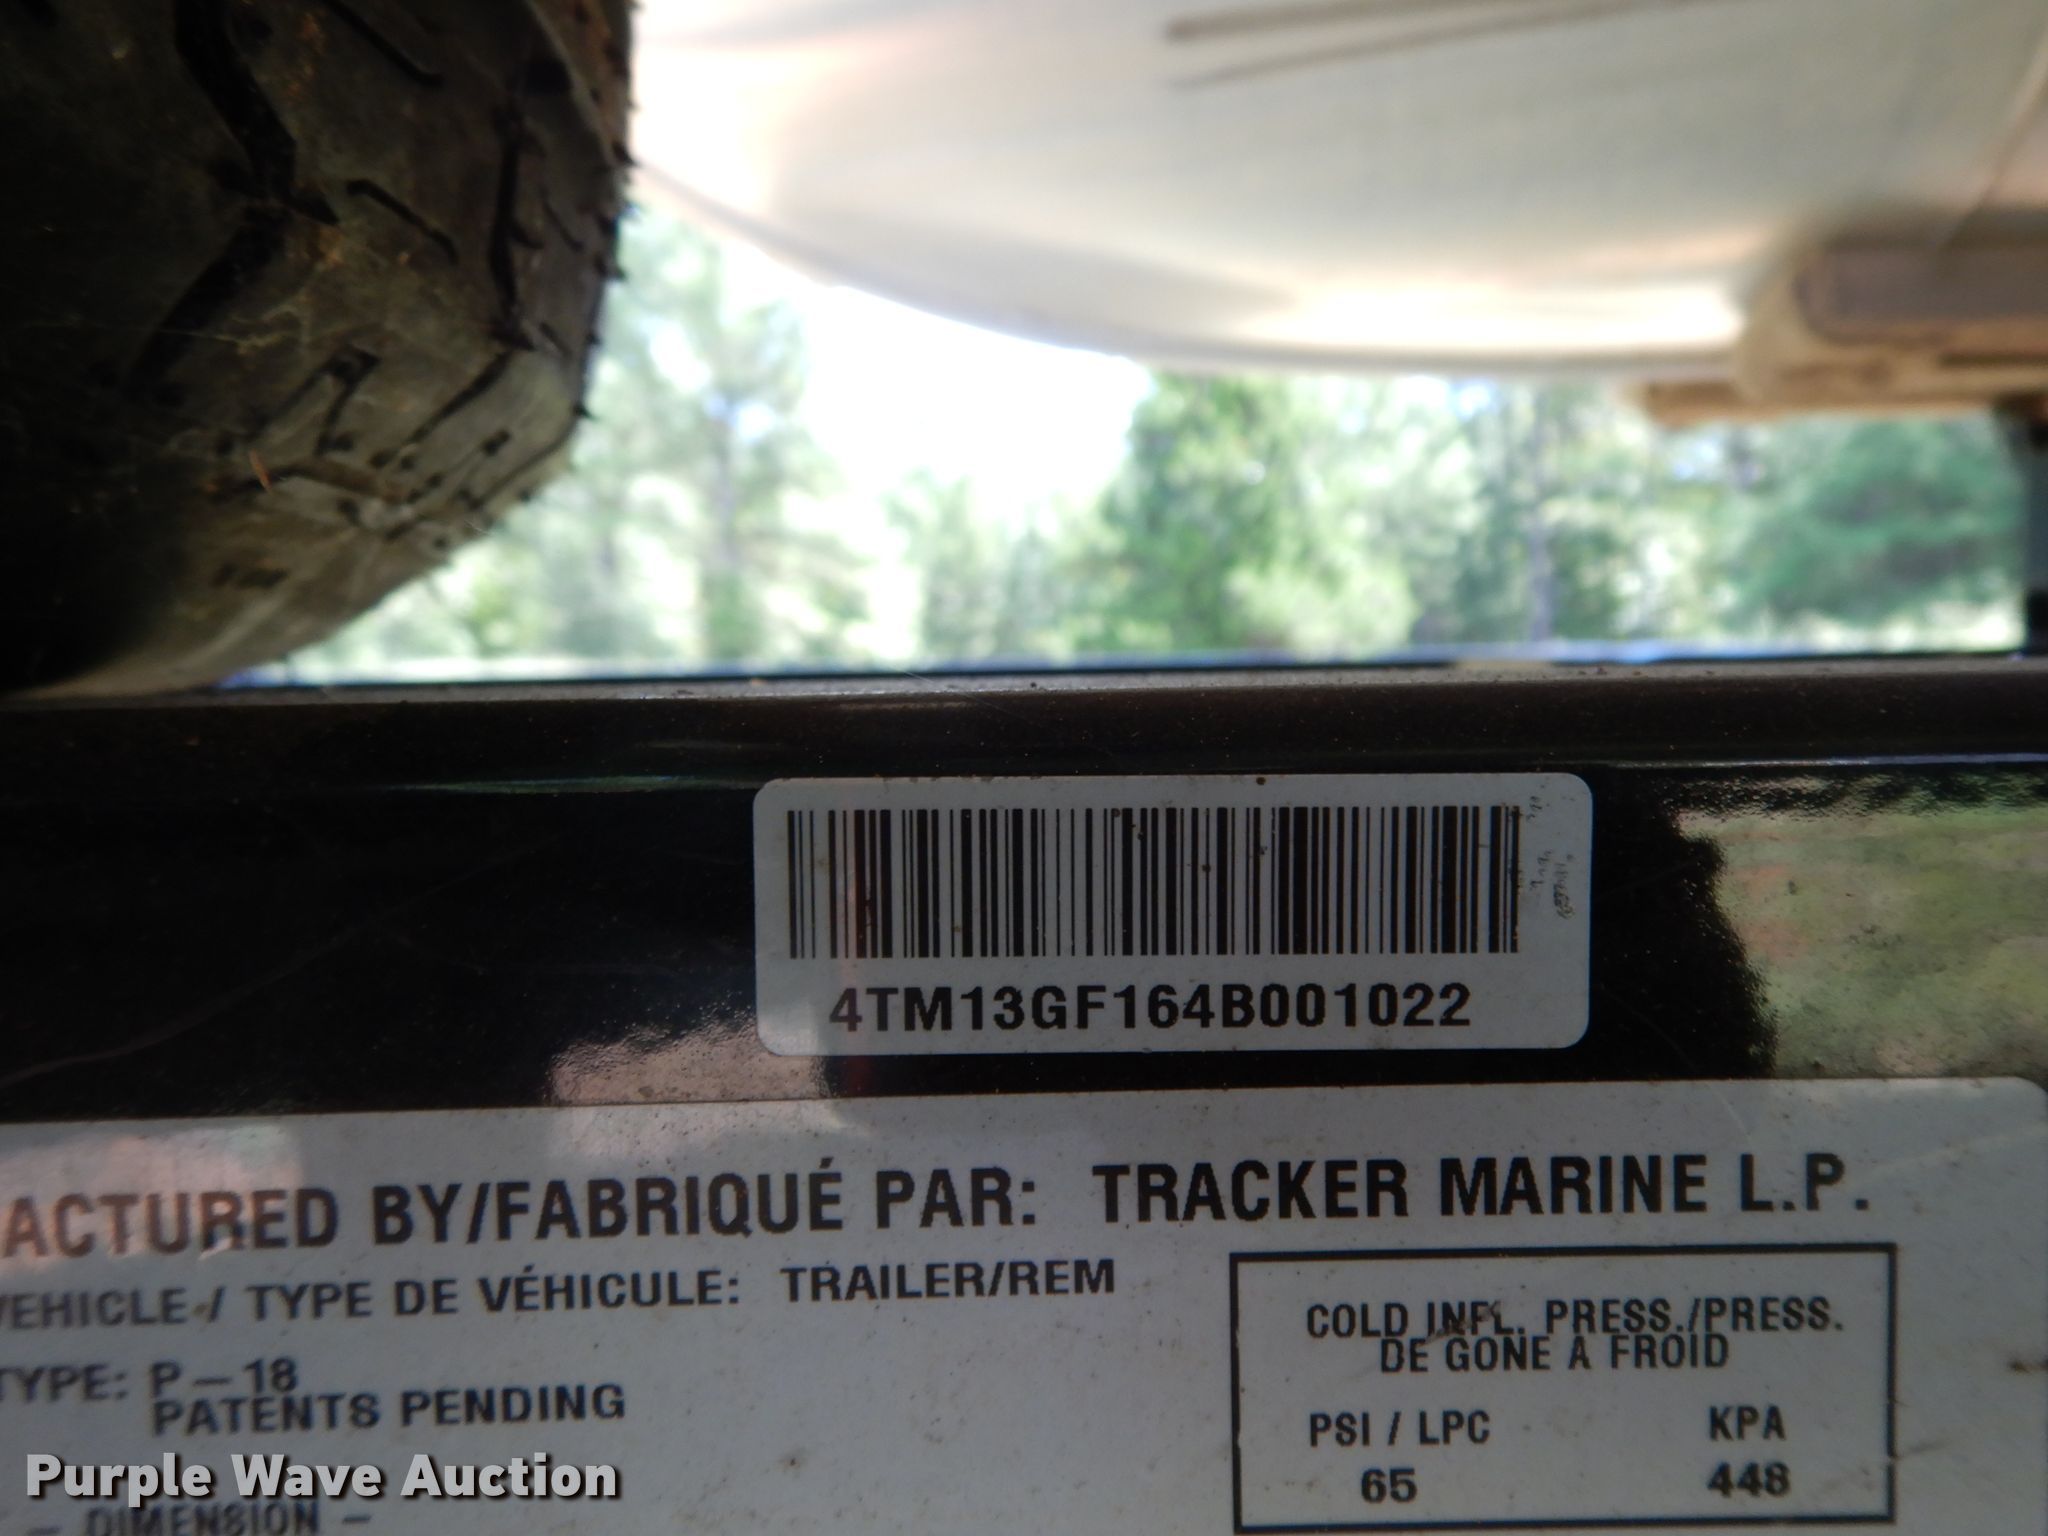 4TM13GF164B001022
ACTURED BY/FABRIQUÉ PAR: TRACKER MARINE L.P.
VEHICLE / TYPE DE VÉHICULE: TRAILER/REM
TYPE: P-18
PATENTS PENDING
COLD INFL. PRESS./PRESS.
DE GONE A FROID
PSI / LPC KPA
65 448
Purple Wave Auction
- DIMENSION -